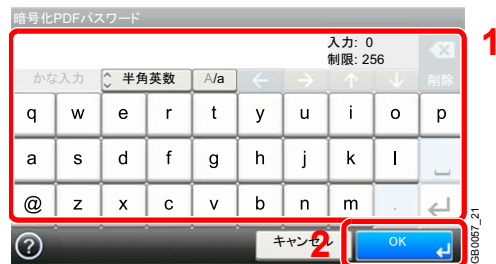 暗号化PDFパスワード
1
入力: 0
制限: 256
かな入力 半角英数 A/a ← → ↑ ↓ 削除
q w e r t y u i o p
a s d f g h j k l
@ z x c v b n m .
? キャンセル 2 OK
GB0057_21